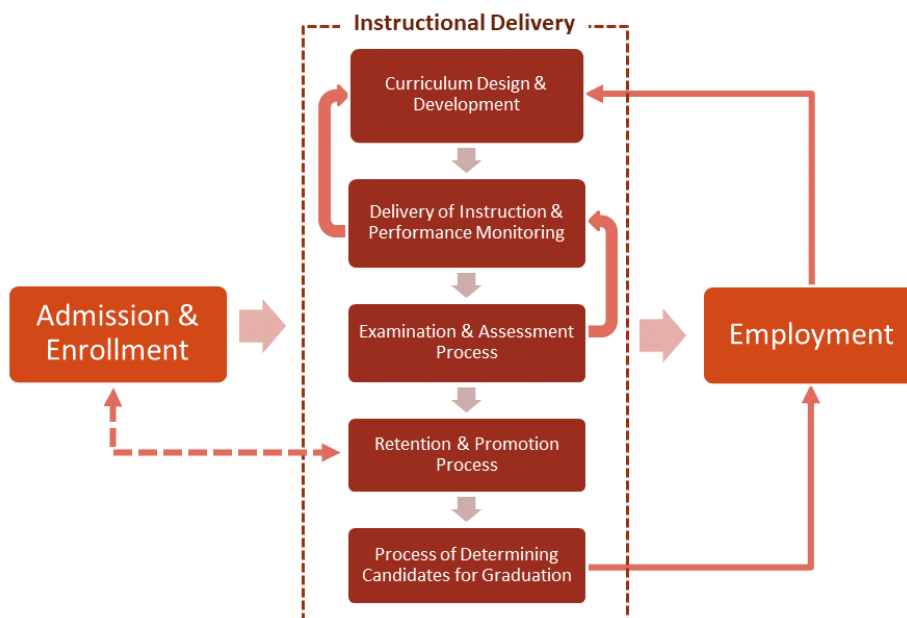 Instructional Delivery
Curriculum Design &
Development
Delivery of Instruction &
Performance Monitoring
Admission &
Enrollment
Examination & Assessment
Process
Employment
Retention & Promotion
Process
Process of Determining
Candidates for Graduation